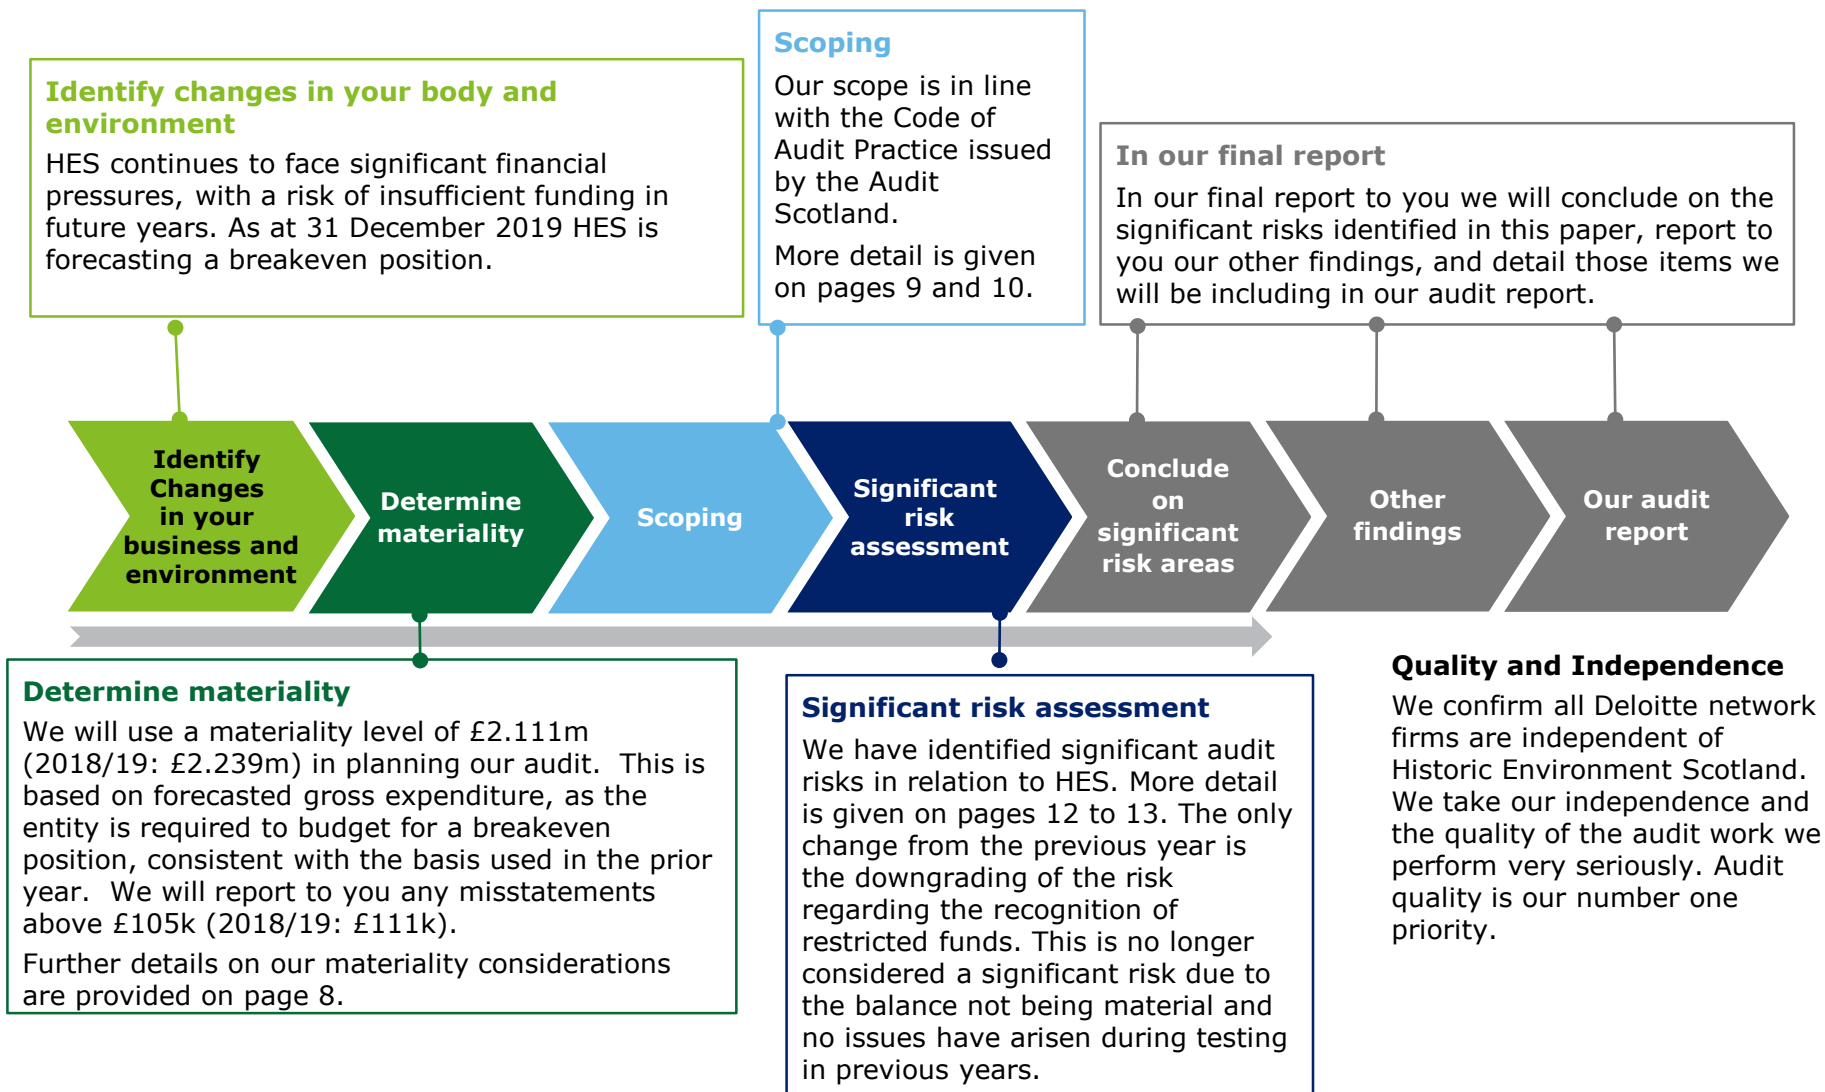 Identify changes in your body and
environment
HES continues to face significant financial
pressures, with a risk of insufficient funding in
future years. As at 31 December 2019 HES is
forecasting a breakeven position.
Scoping
Our scope is in line
with the Code of
Audit Practice issued
by the Audit
Scotland.
More detail is given
on pages 9 and 10.
In our final report
In our final report to you we will conclude on the
significant risks identified in this paper, report to
you our other findings, and detail those items we
will be including in our audit report.
Identify
Changes
in your
business and
environment
Determine
materiality
Scoping
Significant
risk
assessment
Conclude
on
significant
risk areas
Other
findings
Our audit
report
Determine materiality
We will use a materiality level of £2.111m
(2018/19: £2.239m) in planning our audit.  This is
based on forecasted gross expenditure, as the
entity is required to budget for a breakeven
position, consistent with the basis used in the prior
year.  We will report to you any misstatements
above £105k (2018/19: £111k).
Further details on our materiality considerations
are provided on page 8.
Significant risk assessment
We have identified significant audit
risks in relation to HES. More detail
is given on pages 12 to 13. The only
change from the previous year is
the downgrading of the risk
regarding the recognition of
restricted funds. This is no longer
considered a significant risk due to
the balance not being material and
no issues have arisen during testing
in previous years.
Quality and Independence
We confirm all Deloitte network
firms are independent of
Historic Environment Scotland.
We take our independence and
the quality of the audit work we
perform very seriously. Audit
quality is our number one
priority.